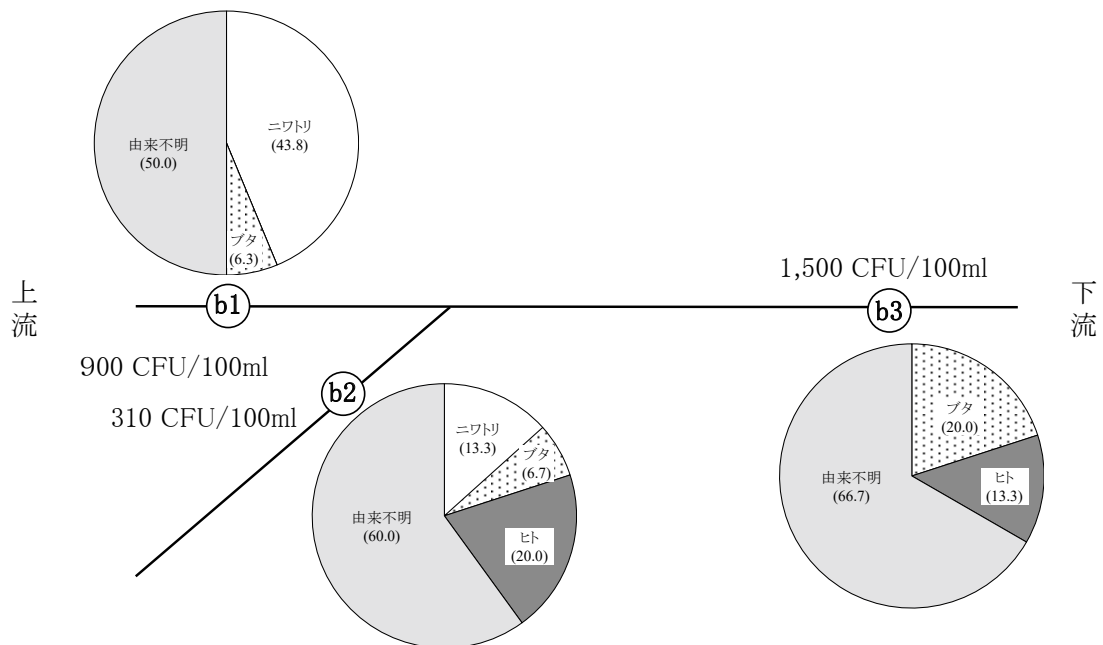 ニワトリ
(43.8)
由来不明
(50.0)
ブタ
(6.3)
上流
b1
900 CFU/100ml
b2
310 CFU/100ml
ニワトリ
(13.3)
ブタ
(6.7)
ヒト
(20.0)
由来不明
(60.0)
1,500 CFU/100ml
b3
下流
ブタ
(20.0)
ヒト
(13.3)
由来不明
(66.7)